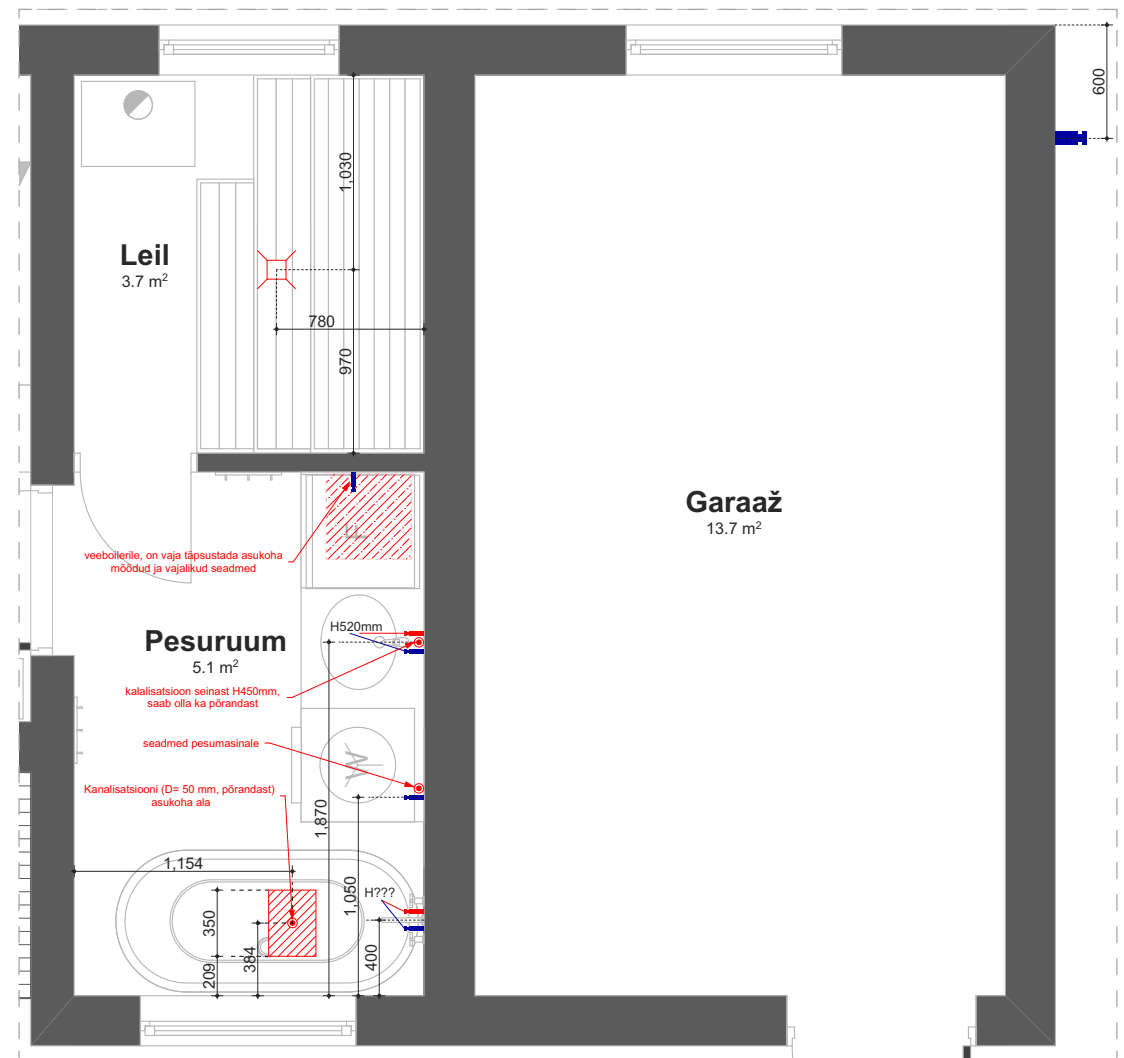 600
1,030
Leil
3.7 m²
780
970
Garaaž
13.7 m²
veeboilerile, on vaja täpsustada asukoha
mõõdud ja vajalikud seadmed
H520mm
Pesuruum
5.1 m²
kalalisatsioon seinast H450mm,
saab olla ka põrandast
seadmed pesumasinale
Kanalisatsiooni (D= 50 mm, põrandast)
asukoha ala
1,870
1,154
1,050
H???
350
384
400
209